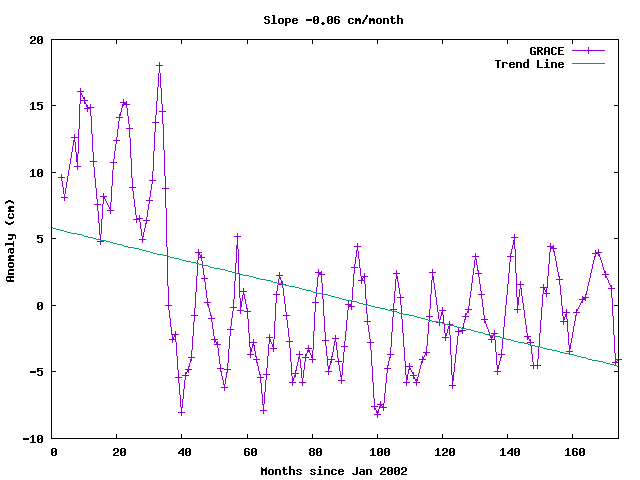 Slope -0.06 cm/month
GRACE
Trend Line
20
15
10
5
0
-5
-10
Anomaly (cm)
0 20 40 60 80 100 120 140 160
Months since Jan 2002